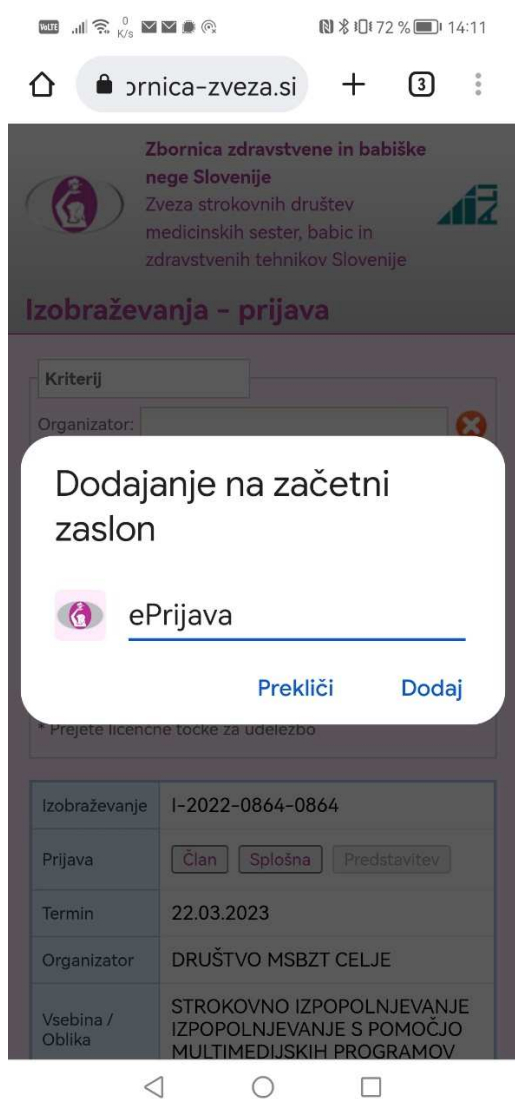 VoLTE 0 K/s 72 % 14:11
ornica-zveza.si 3
Zbornica zdravstvene in babiške
nege Slovenije
Zveza strokovnih društev
medicinskih sester, babic in
zdravstvenih tehnikov Slovenije
Izobraževanja - prijava
Kriterij
Organizator:
Dodajanje na začetni
zaslon
ePrijava
Prekliči Dodaj
* Prejete licenčne točke za udeležbo
Izobraževanje I-2022-0864-0864
Prijava Član Splošna Predstavitev
Termin 22.03.2023
Organizator DRUŠTVO MSBZT CELJE
Vsebina / Oblika STROKOVNO IZPOPOLNJEVANJE
IZPOPOLNJEVANJE S POMOČJO
MULTIMEDIJSKIH PROGRAMOV